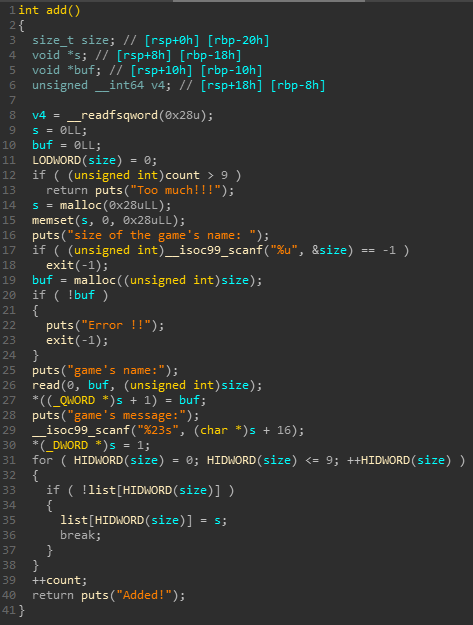 1 int add()
2 {
3   size_t size; // [rsp+0h] [rbp-20h]
4   void *s; // [rsp+8h] [rbp-18h]
5   void *buf; // [rsp+10h] [rbp-10h]
6   unsigned __int64 v4; // [rsp+18h] [rbp-8h]
7
8   v4 = __readfsqword(0x28u);
9   s = 0LL;
10   buf = 0LL;
11   LODWORD(size) = 0;
12   if ( (unsigned int)count > 9 )
13     return puts("Too much!!!");
14   s = malloc(0x28uLL);
15   memset(s, 0, 0x28uLL);
16   puts("size of the game's name: ");
17   if ( (unsigned int)__isoc99_scanf("%u", &size) == -1 )
18     exit(-1);
19   buf = malloc((unsigned int)size);
20   if ( !buf )
21   {
22     puts("Error !!");
23     exit(-1);
24   }
25   puts("game's name:");
26   read(0, buf, (unsigned int)size);
27   *((_QWORD *)s + 1) = buf;
28   puts("game's message:");
29   __isoc99_scanf("%23s", (char *)s + 16);
30   *(_DWORD *)s = 1;
31   for ( HIDWORD(size) = 0; HIDWORD(size) <= 9; ++HIDWORD(size) )
32   {
33     if ( !list[HIDWORD(size)] )
34     {
35       list[HIDWORD(size)] = s;
36       break;
37     }
38   }
39   ++count;
40   return puts("Added!");
41 }